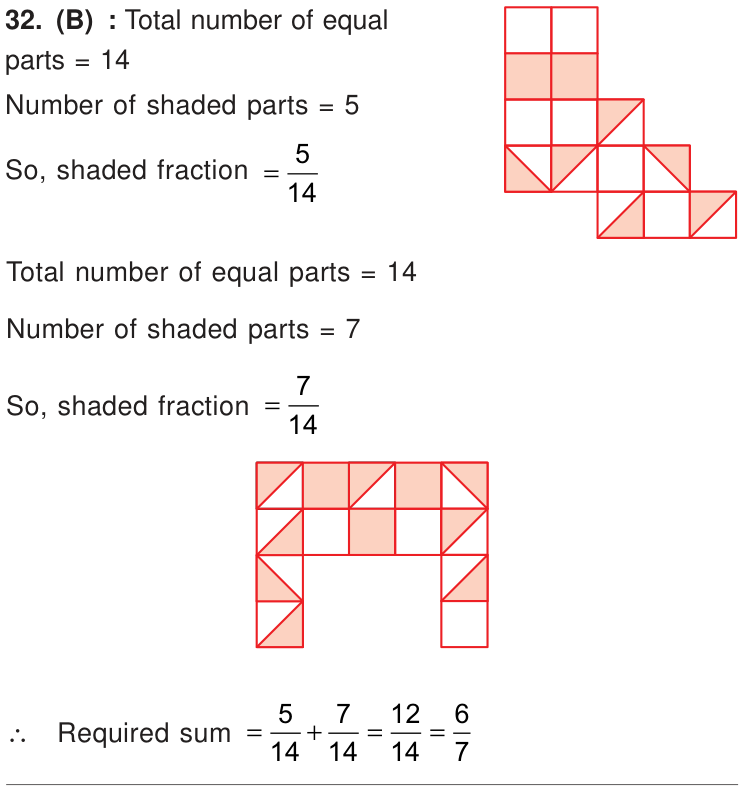 32. (B) : Total number of equal
parts = 14
Number of shaded parts = 5
So, shaded fraction = 5/14
Total number of equal parts = 14
Number of shaded parts = 7
So, shaded fraction = 7/14
∴ Required sum = 5/14 + 7/14 = 12/14 = 6/7